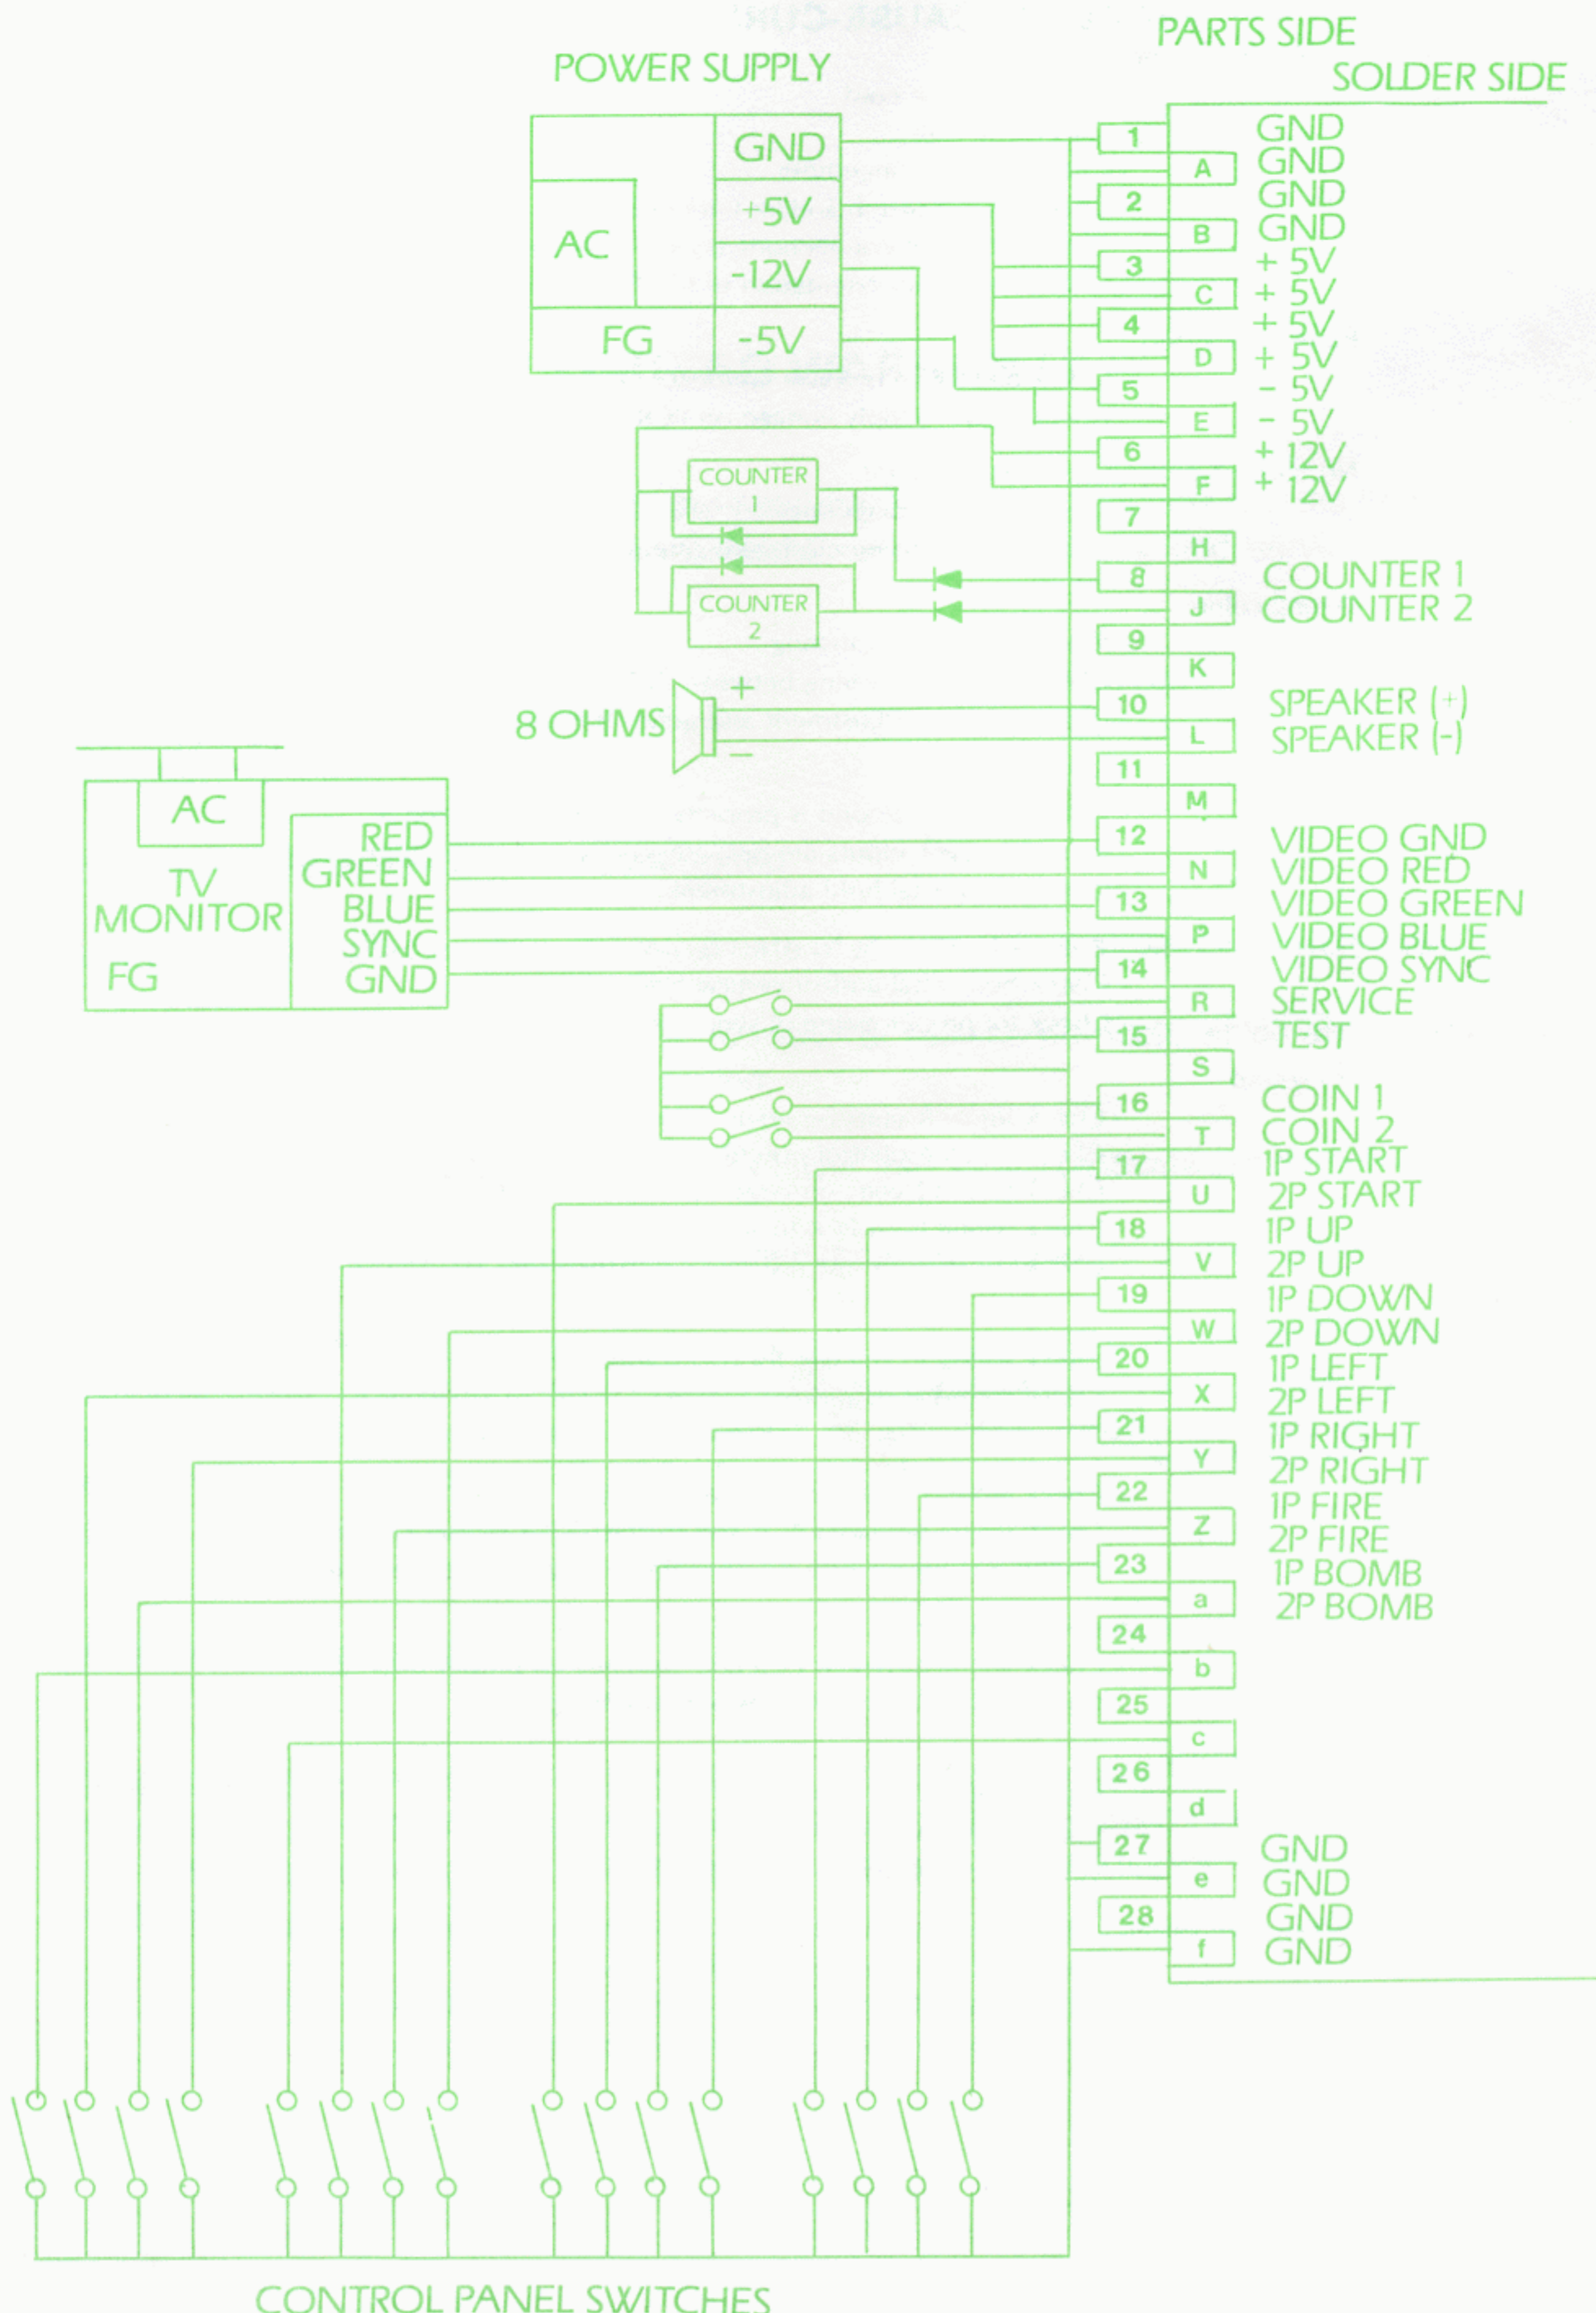 PARTS SIDE
SOLDER SIDE
POWER SUPPLY
GND
+5V
AC
-12V
FG
-5V
1 GND
A GND
2 GND
B GND
3 + 5V
C + 5V
4 + 5V
D + 5V
5 - 5V
E - 5V
6 + 12V
F + 12V
7
H
8 COUNTER 1
J COUNTER 2
9
K
10 SPEAKER (+)
L SPEAKER (-)
11
M
12 VIDEO GND
N VIDEO RED
13 VIDEO GREEN
P VIDEO BLUE
14 VIDEO SYNC
R SERVICE
15 TEST
S
16 COIN 1
T COIN 2
17 1P START
U 2P START
18 1P UP
V 2P UP
19 1P DOWN
W 2P DOWN
20 1P LEFT
X 2P LEFT
21 1P RIGHT
Y 2P RIGHT
22 1P FIRE
Z 2P FIRE
23 1P BOMB
a 2P BOMB
24
b
25
c
26
d
27 GND
e GND
28 GND
f GND
COUNTER
1
COUNTER
2
8 OHMS
+
-
AC
TV
MONITOR
FG
RED
GREEN
BLUE
SYNC
GND
CONTROL PANEL SWITCHES